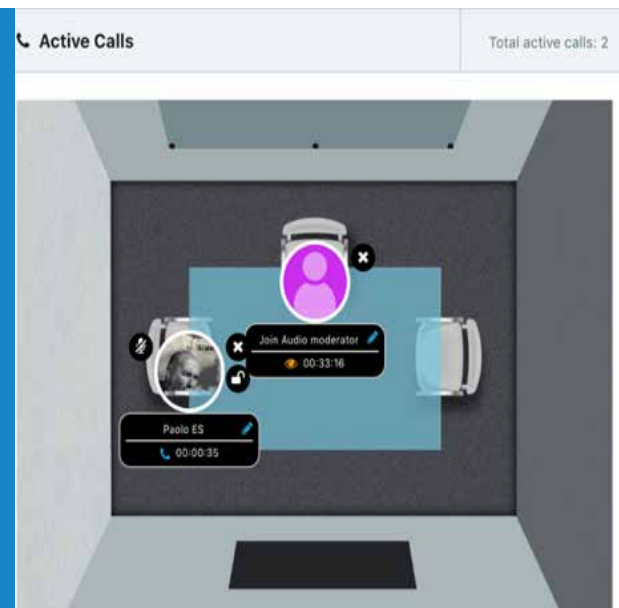 Active Calls
Total active calls: 2
Join Audio moderator
00:33:16
Paolo ES
00:00:35